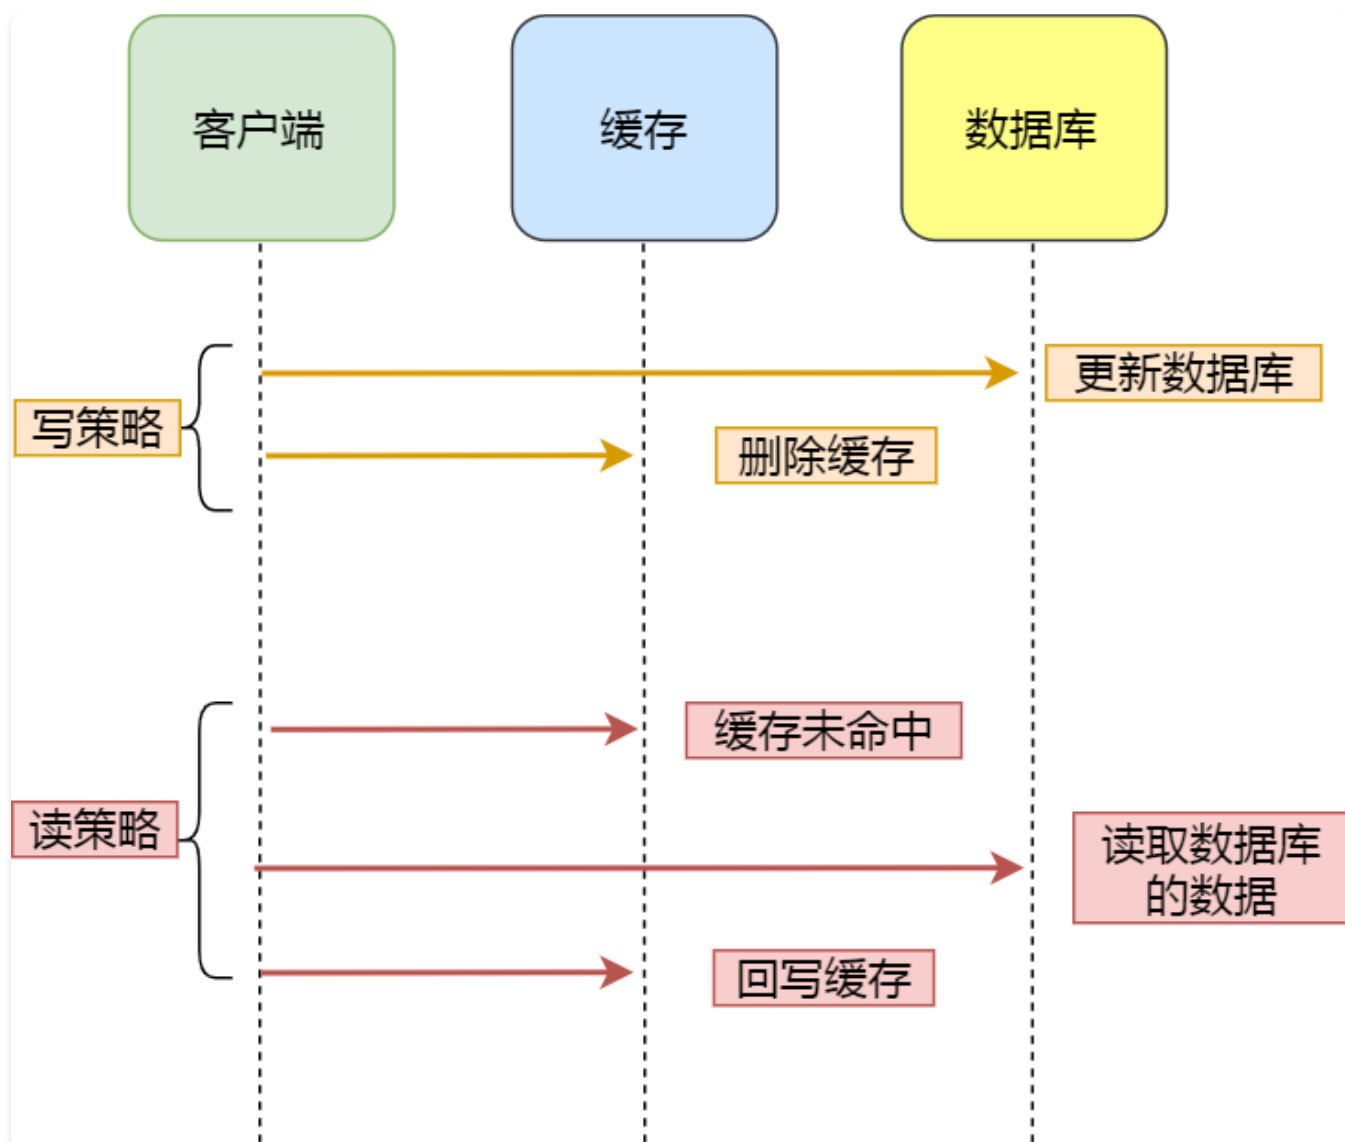 客户端
缓存
数据库
更新数据库
写策略
删除缓存
缓存未命中
读策略
读取数据库
的数据
回写缓存